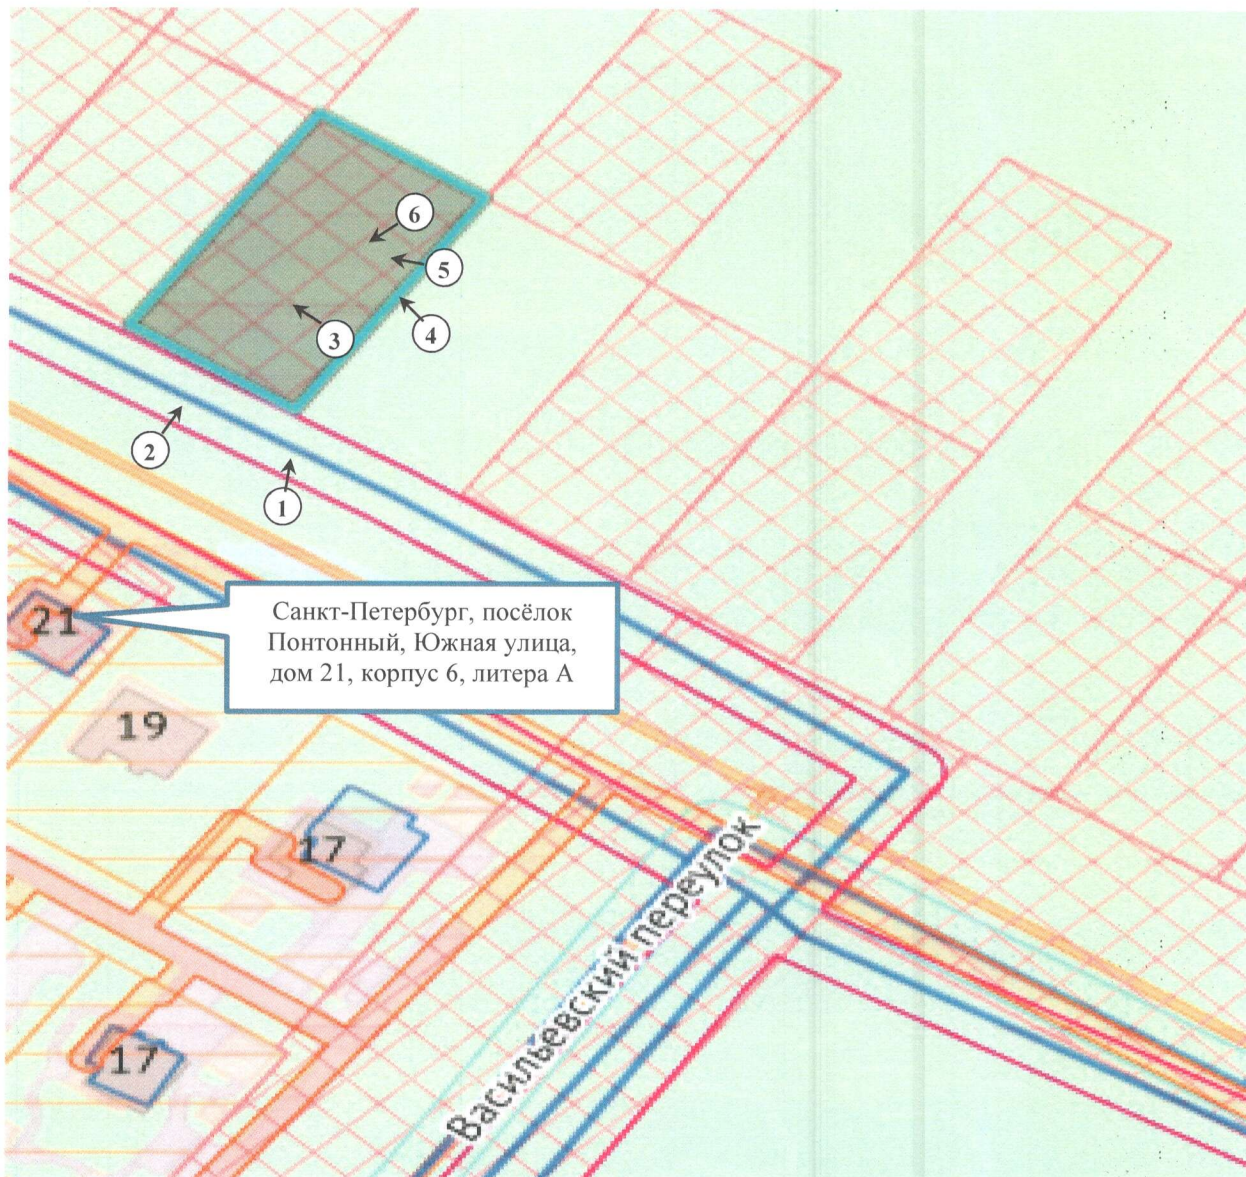 6
5
3
4
2
1
Санкт-Петербург, посёлок
Понтонный, Южная улица,
дом 21, корпус 6, литера А
21
19
17
Васильевский переулок
17